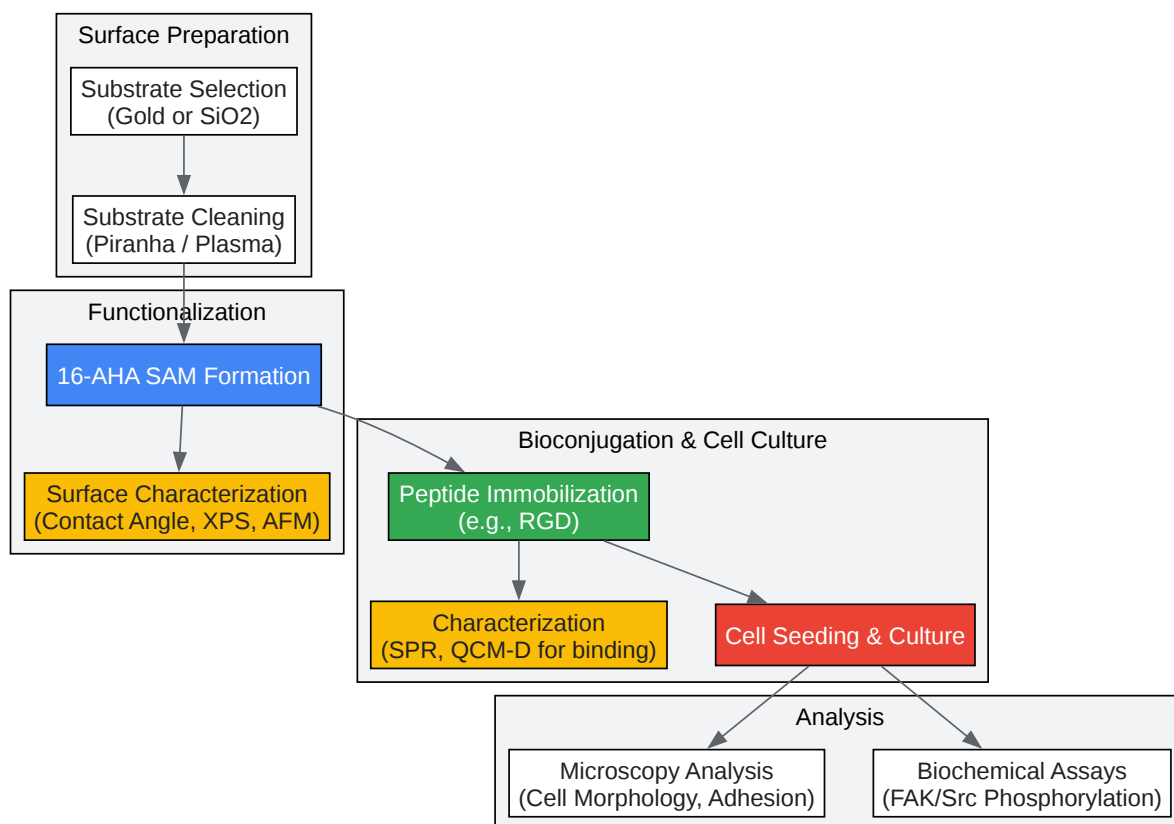 Surface Preparation
Substrate Selection
(Gold or SiO2)
Substrate Cleaning
(Piranha / Plasma)
Functionalization
16-AHA SAM Formation
Surface Characterization
(Contact Angle, XPS, AFM)
Bioconjugation & Cell Culture
Peptide Immobilization
(e.g., RGD)
Characterization
(SPR, QCM-D for binding)
Cell Seeding & Culture
Analysis
Microscopy Analysis
(Cell Morphology, Adhesion)
Biochemical Assays
(FAK/Src Phosphorylation)